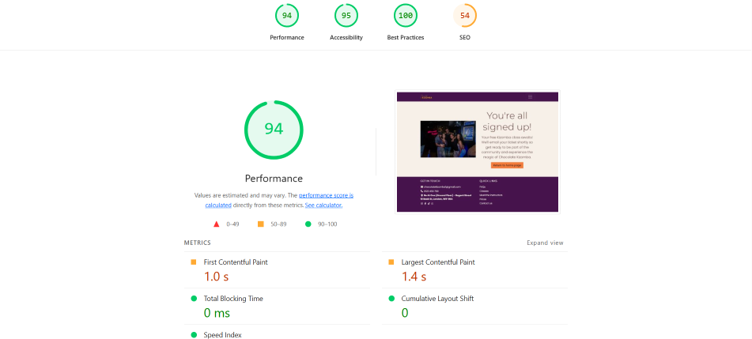 94
95
100
54
Performance
Accessibility
Best Practices
SEO
94
Performance
Values are estimated and may vary. The performance score is
calculated directly from these metrics. See calculator.
0–49
50–89
90–100
You're all
signed up!
METRICS
Expand view
First Contentful Paint
1.0 s
Largest Contentful Paint
1.4 s
Total Blocking Time
0 ms
Cumulative Layout Shift
0
Speed Index